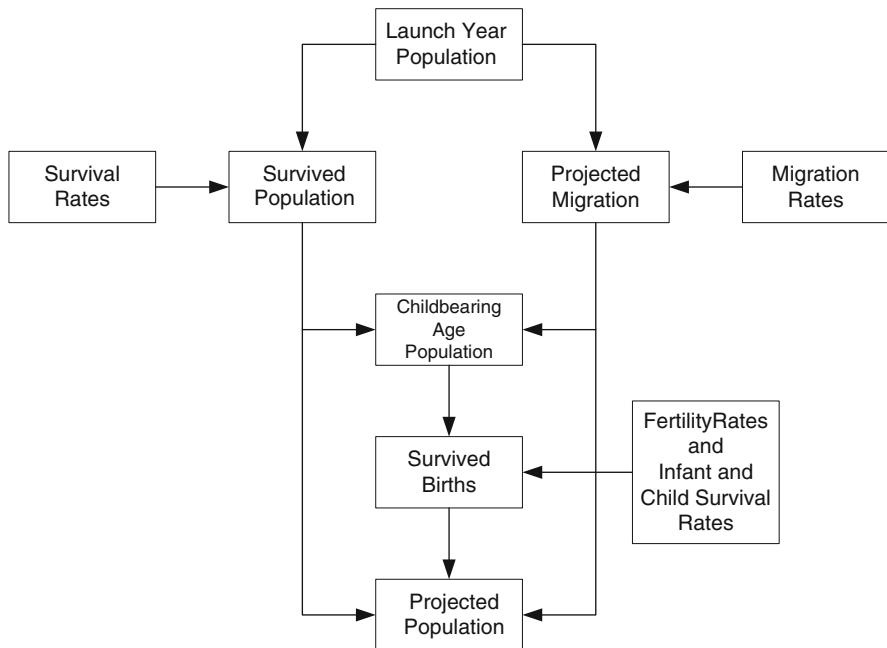 Launch Year
Population
Survival
Rates
Survived
Population
Projected
Migration
Migration
Rates
Childbearing
Age
Population
FertilityRates
and
Infant and
Child Survival
Rates
Survived
Births
Projected
Population